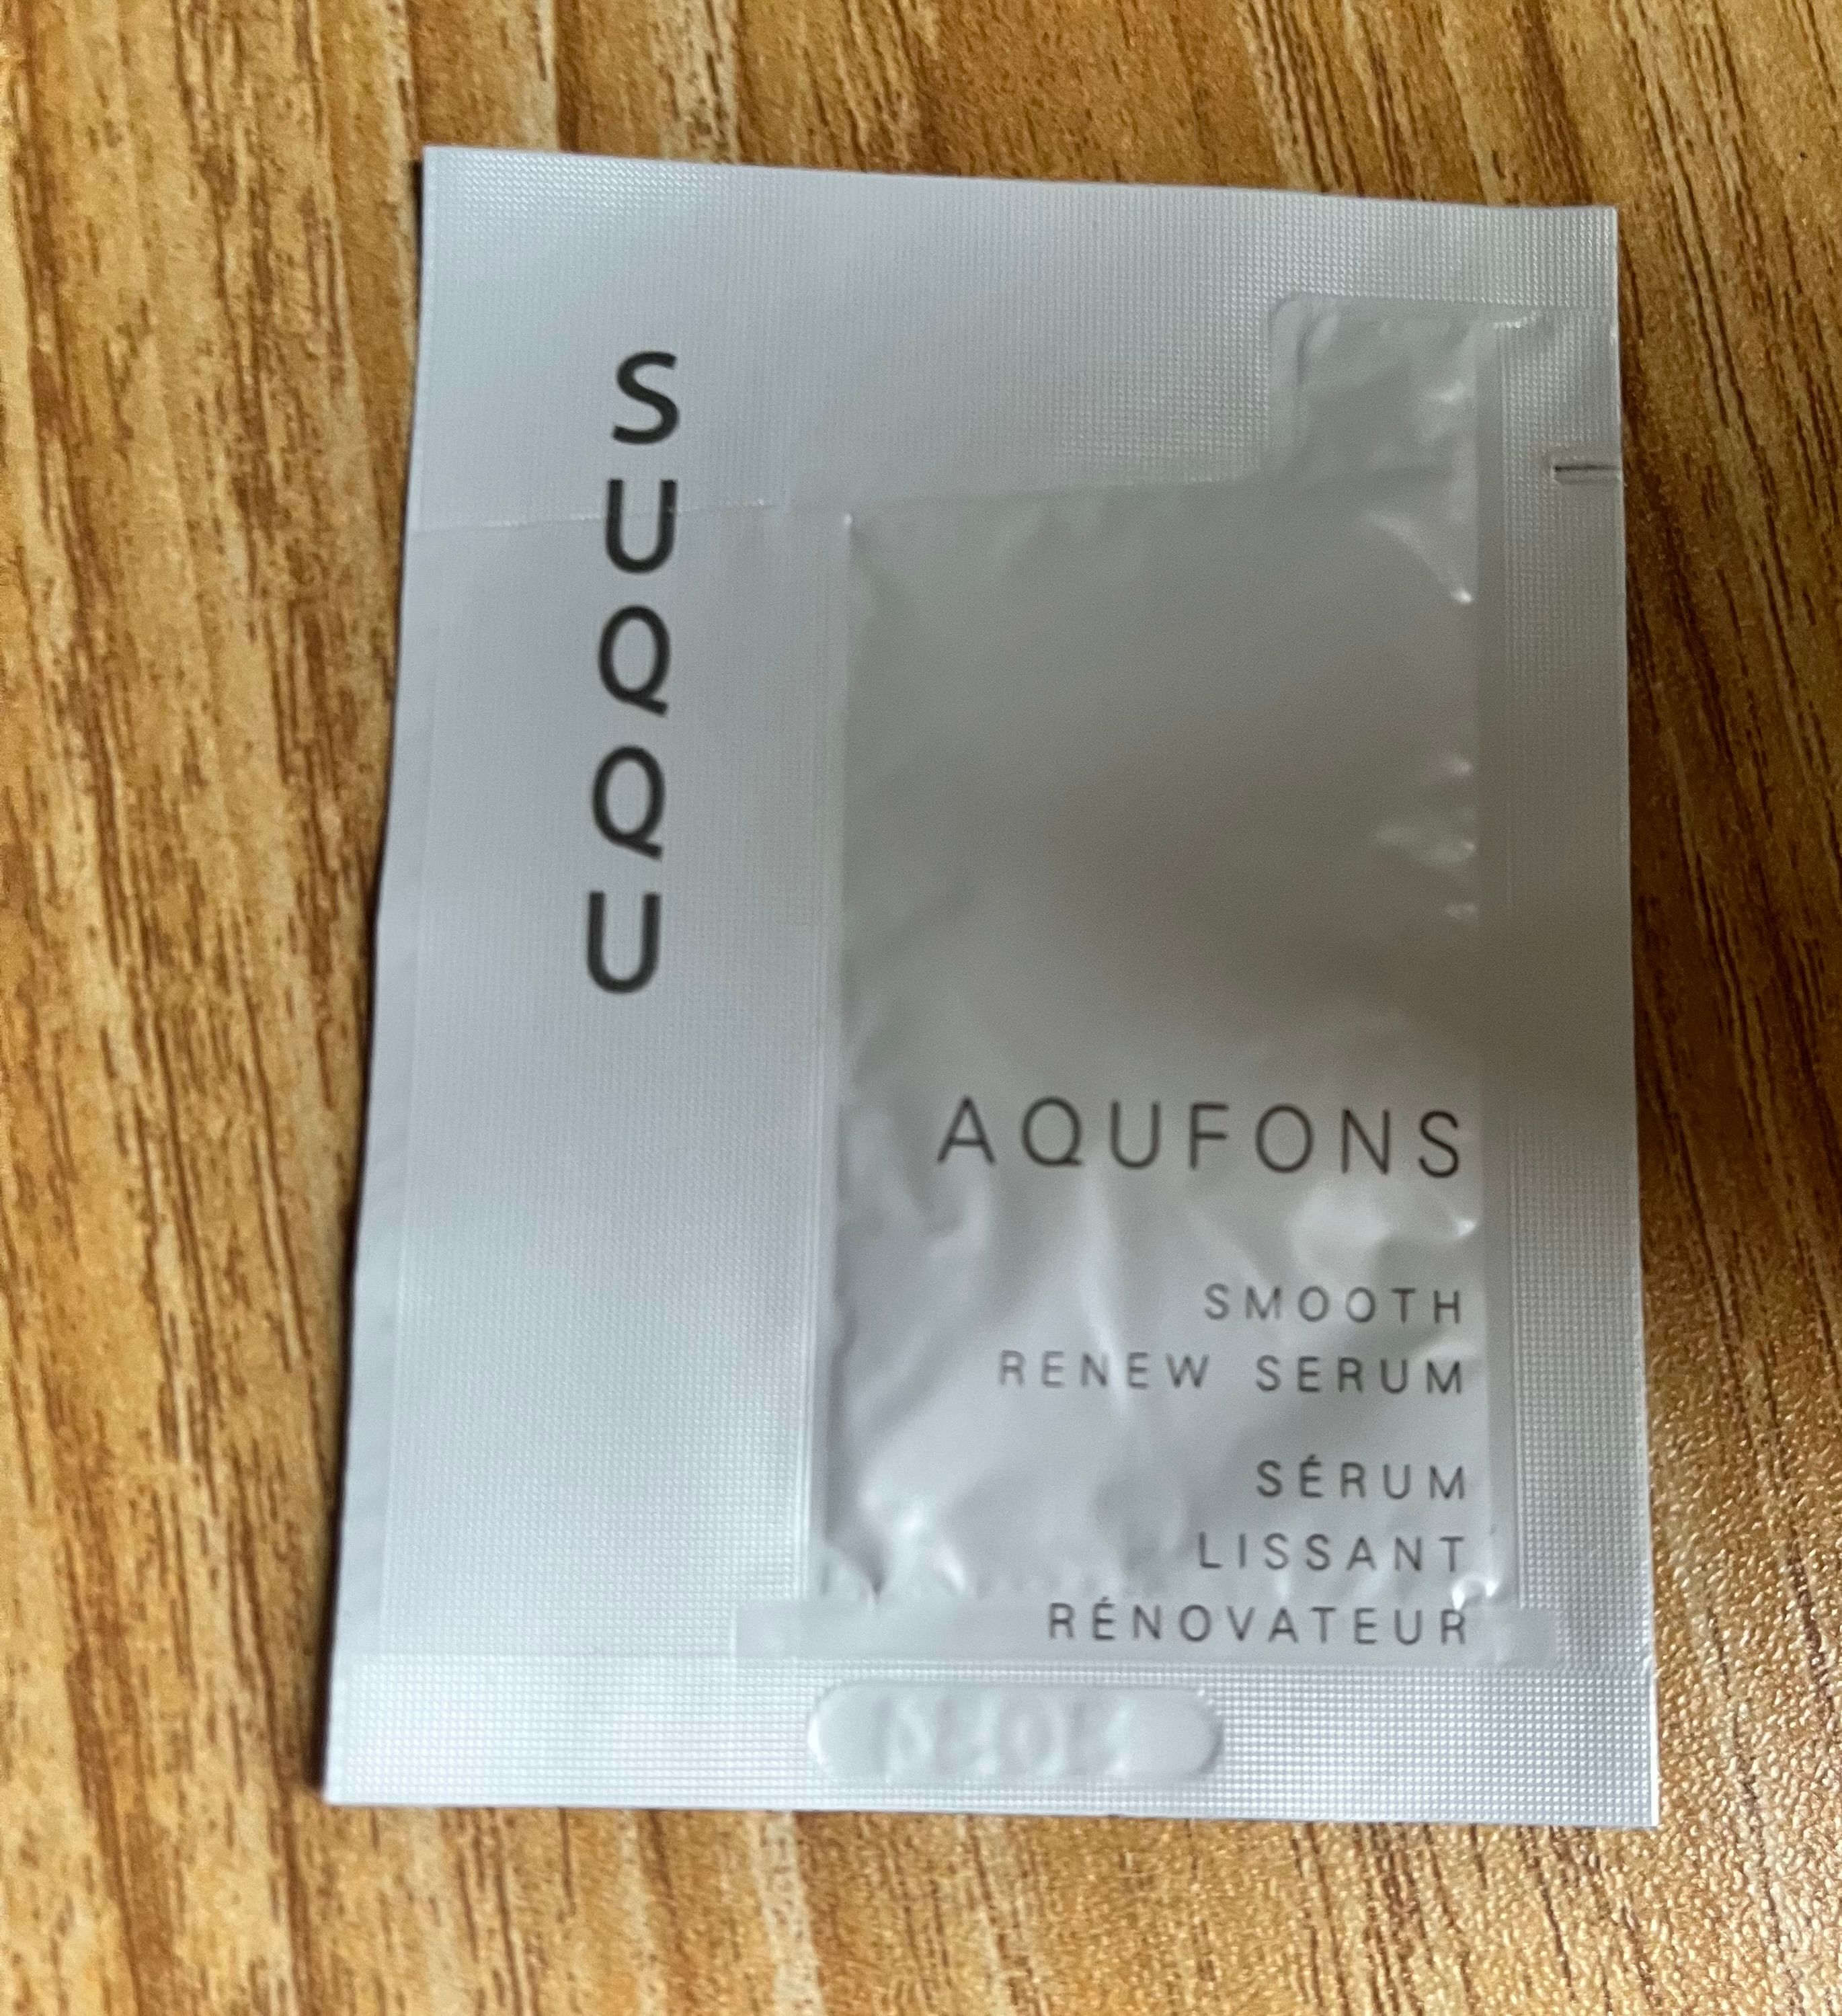 SUQQU
AQUFONS
SMOOTH
RENEW SERUM
SÉRUM
LISSANT
RÉNOVATEUR